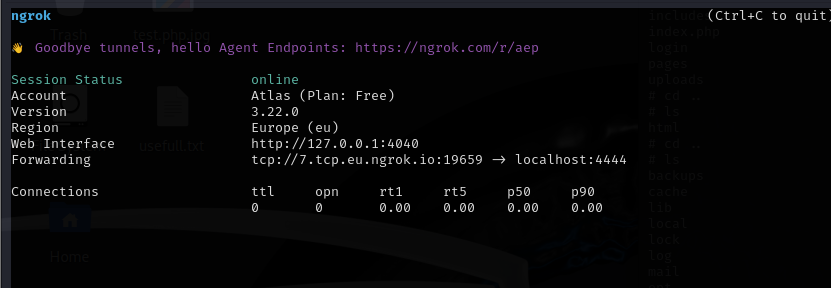 ngrok (Ctrl+C to quit)
👋 Goodbye tunnels, hello Agent Endpoints: https://ngrok.com/r/aep
Session Status online
Account Atlas (Plan: Free)
Version 3.22.0
Region Europe (eu)
Web Interface http://127.0.0.1:4040
Forwarding tcp://7.tcp.eu.ngrok.io:19659 -> localhost:4444
Connections ttl opn rt1 rt5 p50 p90
0 0 0.00 0.00 0.00 0.00
Trash
test.php.jpg
usefull.txt
Home
include
index.php
login
pages
uploads
# cd ..
# ls
html
# cd ..
# ls
backups
cache
lib
local
lock
log
mail